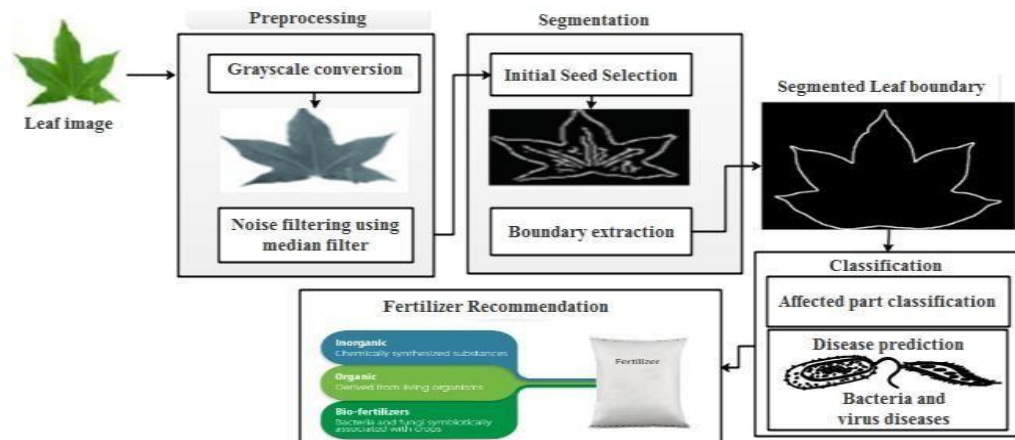 Preprocessing
Segmentation
Leaf image
Grayscale conversion
Noise filtering using
median filter
Initial Seed Selection
Boundary extraction
Segmented Leaf boundary
Classification
Affected part classification
Disease prediction
Bacteria and
virus diseases
Fertilizer Recommendation
Inorganic
Chemically synthesized substances
Organic
Derived from living organisms
Bio-fertilizers
Bacteria and fungi symbiotically
associated with crops
Fertilizer